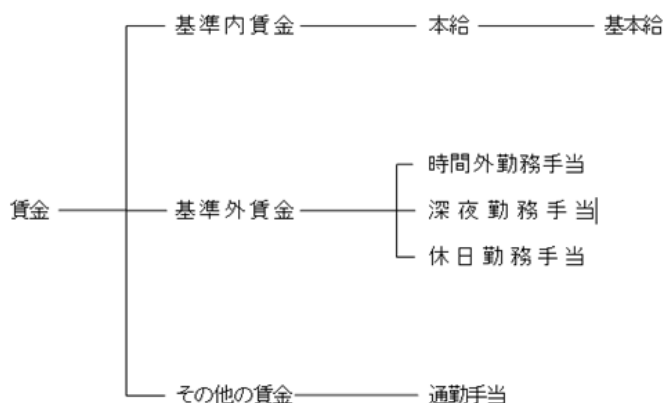 基準内賃金 本給 基本給
時間外勤務手当
賃金 基準外賃金 深夜勤務手当
休日勤務手当
その他の賃金 通勤手当